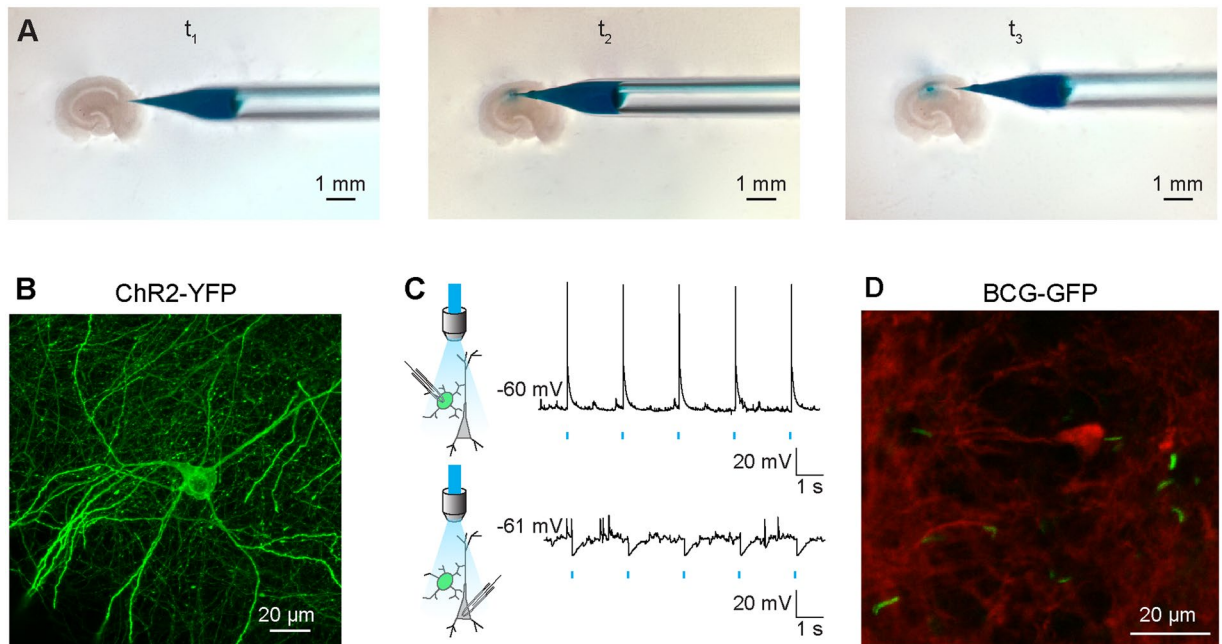 A
t1
t2
t3
1 mm
1 mm
1 mm
B
ChR2-YFP
20 µm
C
-60 mV
20 mV
1 s
-61 mV
20 mV
1 s
D
BCG-GFP
20 µm